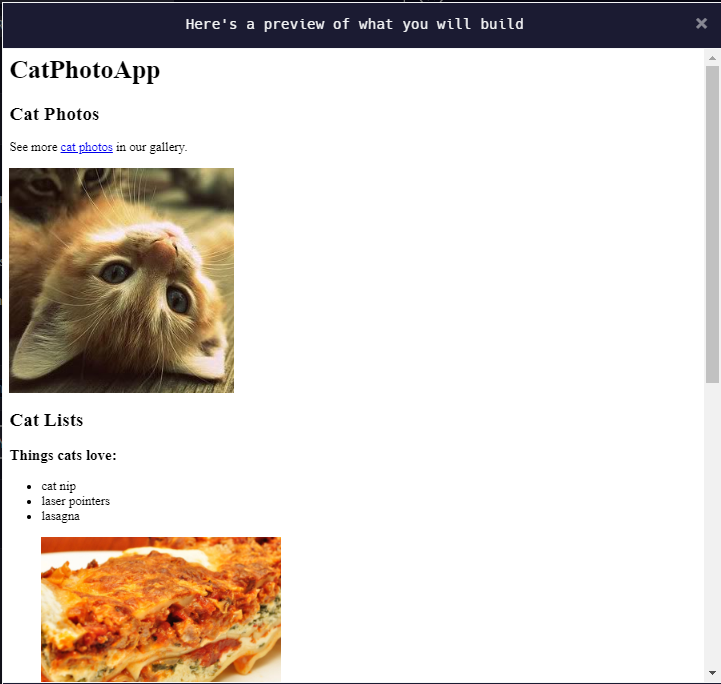 Here's a preview of what you will build
×
CatPhotoApp
Cat Photos
See more cat photos in our gallery.
Cat Lists
Things cats love:
cat nip
laser pointers
lasagna